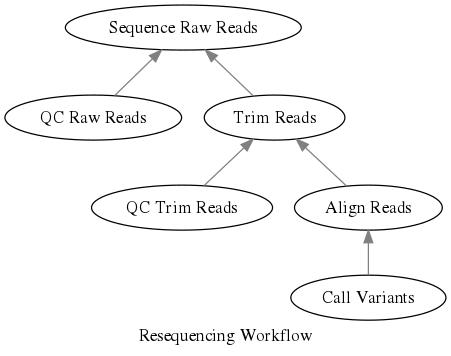 Sequence Raw Reads
QC Raw Reads
Trim Reads
QC Trim Reads
Align Reads
Call Variants
Resequencing Workflow